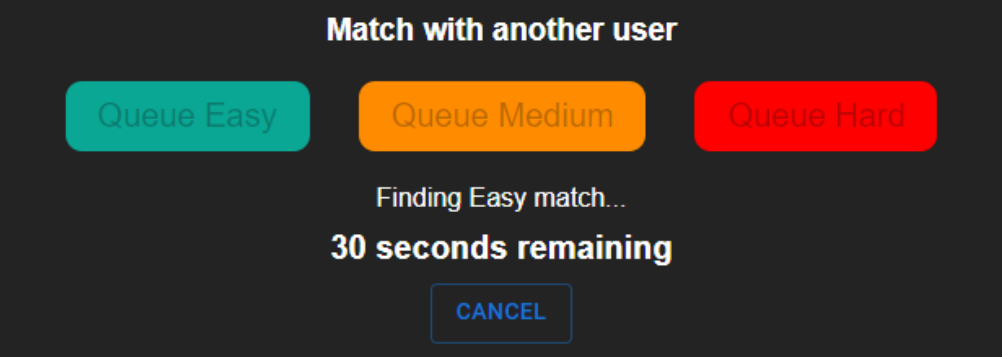 Match with another user
Queue Easy Queue Medium Queue Hard
Finding Easy match...
30 seconds remaining
CANCEL